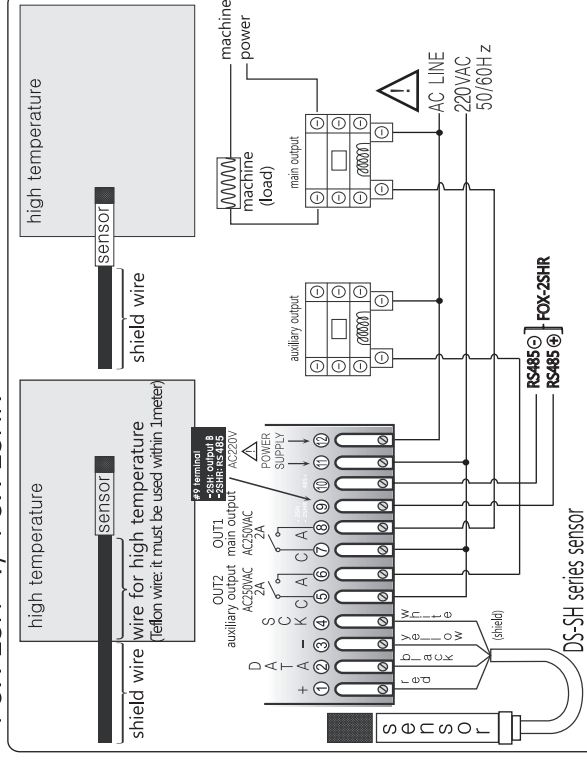 high temperature
sensor
shield wire
wire for high temperature
(Teflon wire: it must be used within 1meter)
high temperature
sensor
shield wire
machine
power
machine
(load)
main output
auxiliary output
AC LINE
220VAC
50/60Hz
#9 terminal
-2SH: output B
-2SHR: RS 485
OUT2
auxiliary output
AC250VAC
2A
OUT1
main output
AC250VAC
2A
AC220V
POWER
SUPPLY
+ DATA - SCK C A C A
1 2 3 4 5 6 7 8 9 10 11 12
red
black
yellow
white
(shield)
sensor
RS485 -
RS485 +
FOX-2SHR
DS-SH series sensor